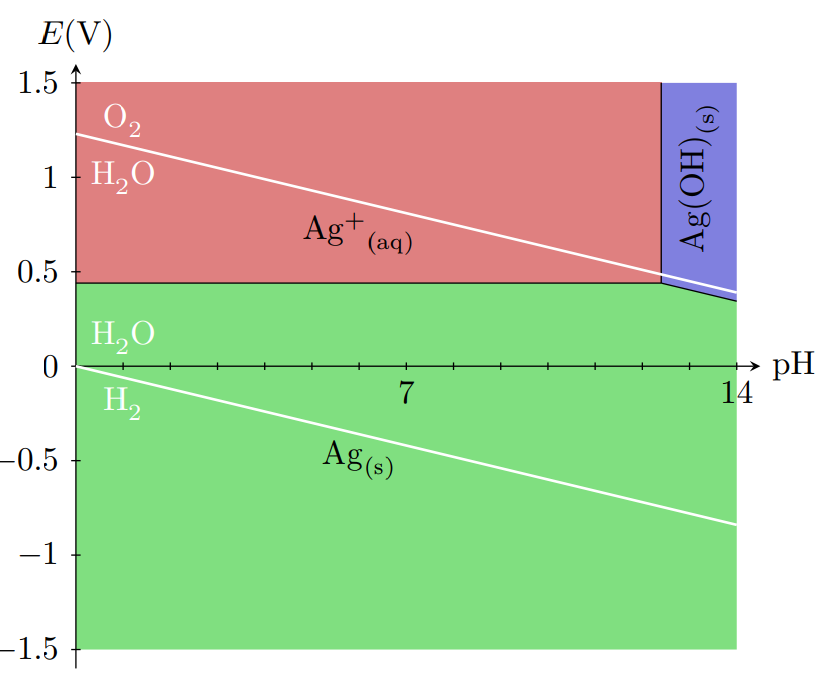 E(V)
1.5
O₂
H₂O
1
Ag⁺(aq)
Ag(OH)(s)
0.5
H₂O
0
pH
7
14
H₂
−0.5
Ag(s)
−1
−1.5